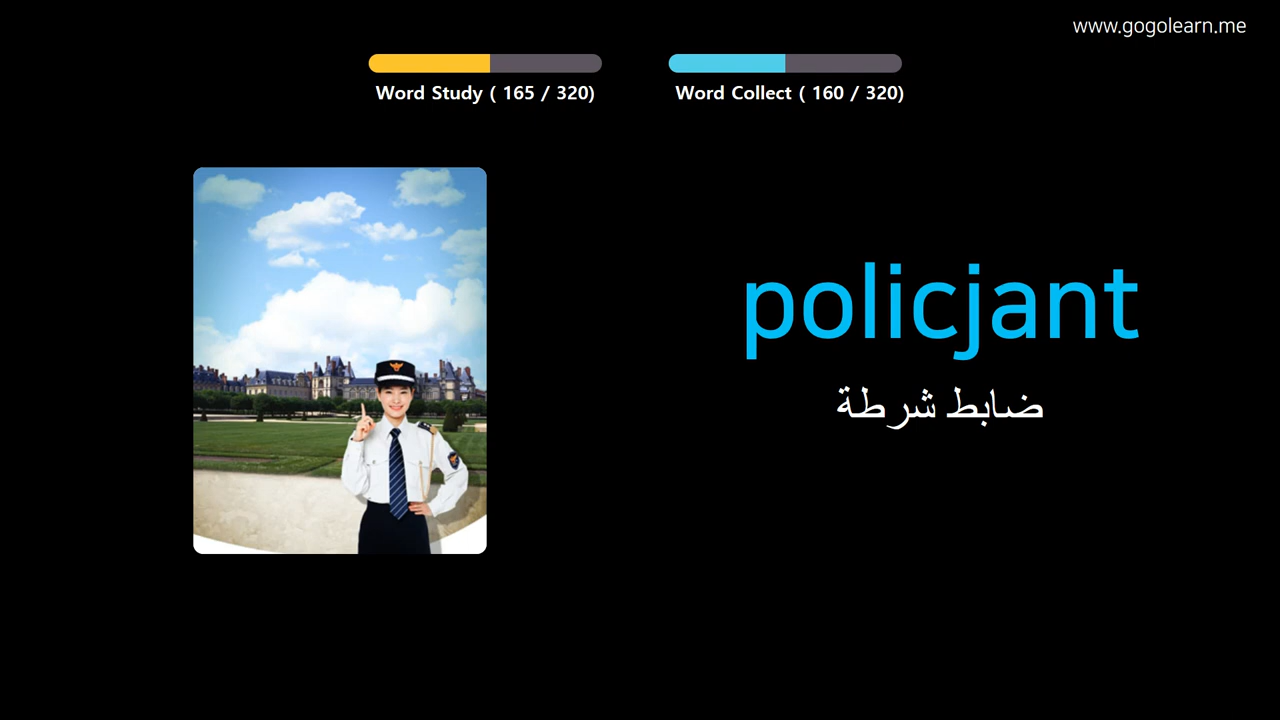 www.gogolearn.me
Word Study ( 165 / 320)
Word Collect ( 160 / 320)
policjant
ضابط شرطة